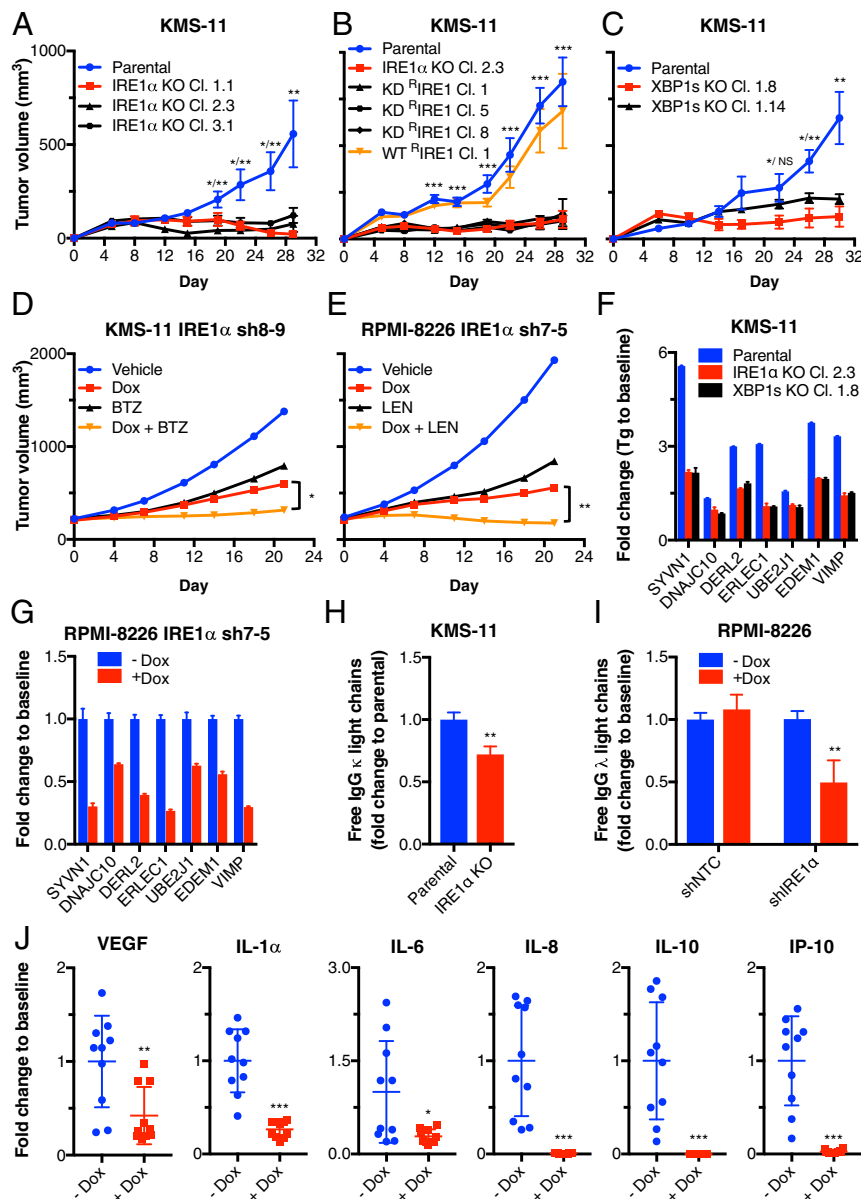 A
KMS-11
Tumor volume (mm³)
1000
500
0
Parental
IRE1α KO Cl. 1.1
IRE1α KO Cl. 2.3
IRE1α KO Cl. 3.1
*/**
*/**
*/**
**
0 4 8 12 16 20 24 28 32
Day
B
KMS-11
Parental
IRE1α KO Cl. 2.3
KD ᴿIRE1 Cl. 1
KD ᴿIRE1 Cl. 5
KD ᴿIRE1 Cl. 8
WT ᴿIRE1 Cl. 1
***
***
***
***
***
***
0 4 8 12 16 20 24 28 32
Day
C
KMS-11
Parental
XBP1s KO Cl. 1.8
XBP1s KO Cl. 1.14
*/ NS
*/**
**
0 4 8 12 16 20 24 28 32
Day
D
KMS-11 IRE1α sh8-9
Tumor volume (mm³)
2000
1000
0
Vehicle
Dox
BTZ
Dox + BTZ
*
0 4 8 12 16 20 24
Day
E
RPMI-8226 IRE1α sh7-5
Vehicle
Dox
LEN
Dox + LEN
**
0 4 8 12 16 20 24
Day
F
KMS-11
Parental
IRE1α KO Cl. 2.3
XBP1s KO Cl. 1.8
Fold change (Tg to baseline)
6
3
0
SYVN1
DNAJC10
DERL2
ERLEC1
UBE2J1
EDEM1
VIMP
G
RPMI-8226 IRE1α sh7-5
Fold change to baseline
1.5
1.0
0.5
0.0
- Dox
+Dox
SYVN1
DNAJC10
DERL2
ERLEC1
UBE2J1
EDEM1
VIMP
H
KMS-11
Free IgG κ light chains
(fold change to parental)
1.5
1.0
0.5
0.0
**
Parental
IRE1α KO
I
RPMI-8226
Free IgG λ light chains
(fold change to baseline)
1.5
1.0
0.5
0.0
- Dox
+Dox
**
shNTC
shIRE1α
J
Fold change to baseline
VEGF
2
1
0
**
- Dox
+ Dox
IL-1α
2
1
0
***
- Dox
+ Dox
IL-6
3.0
1.5
0.0
*
- Dox
+ Dox
IL-8
2
1
0
***
- Dox
+ Dox
IL-10
2
1
0
***
- Dox
+ Dox
IP-10
2
1
0
***
- Dox
+ Dox